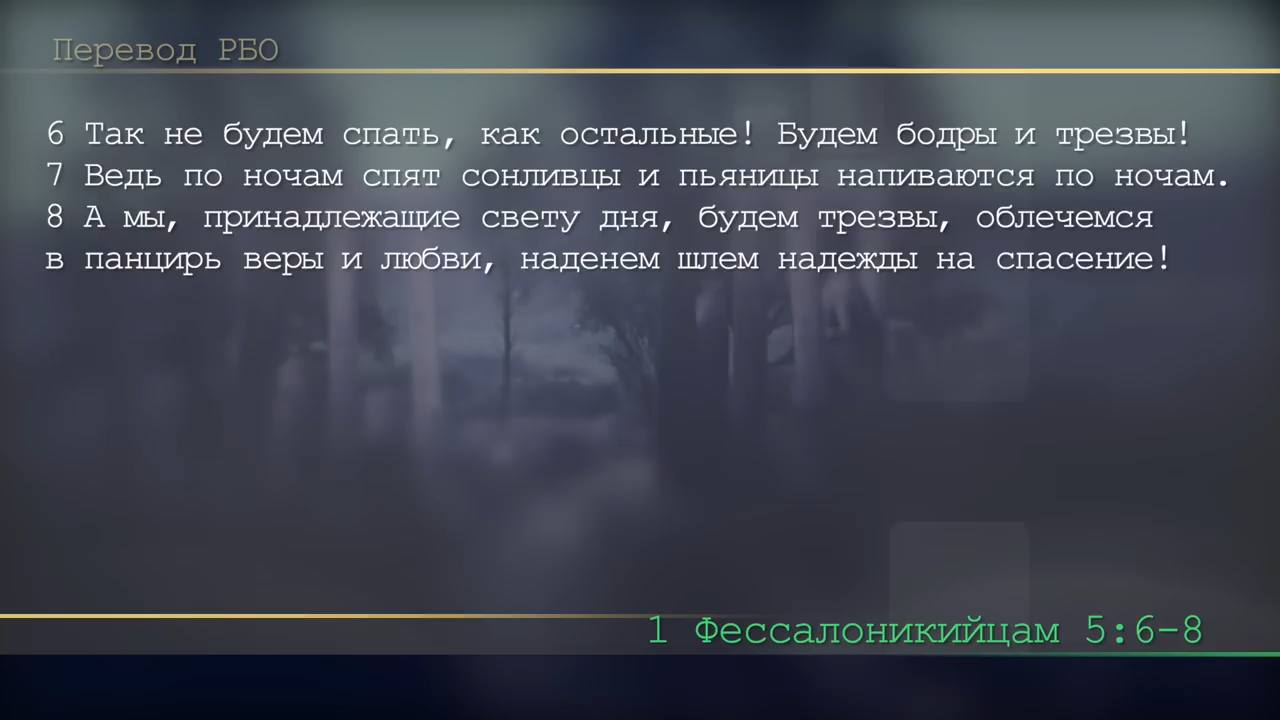 Перевод РБО
6 Так не будем спать, как остальные! Будем бодры и трезвы!
7 Ведь по ночам спят сонливцы и пьяницы напиваются по ночам.
8 А мы, принадлежащие свету дня, будем трезвы, облечемся
в панцирь веры и любви, наденем шлем надежды на спасение!
1 Фессалоникийцам 5:6-8